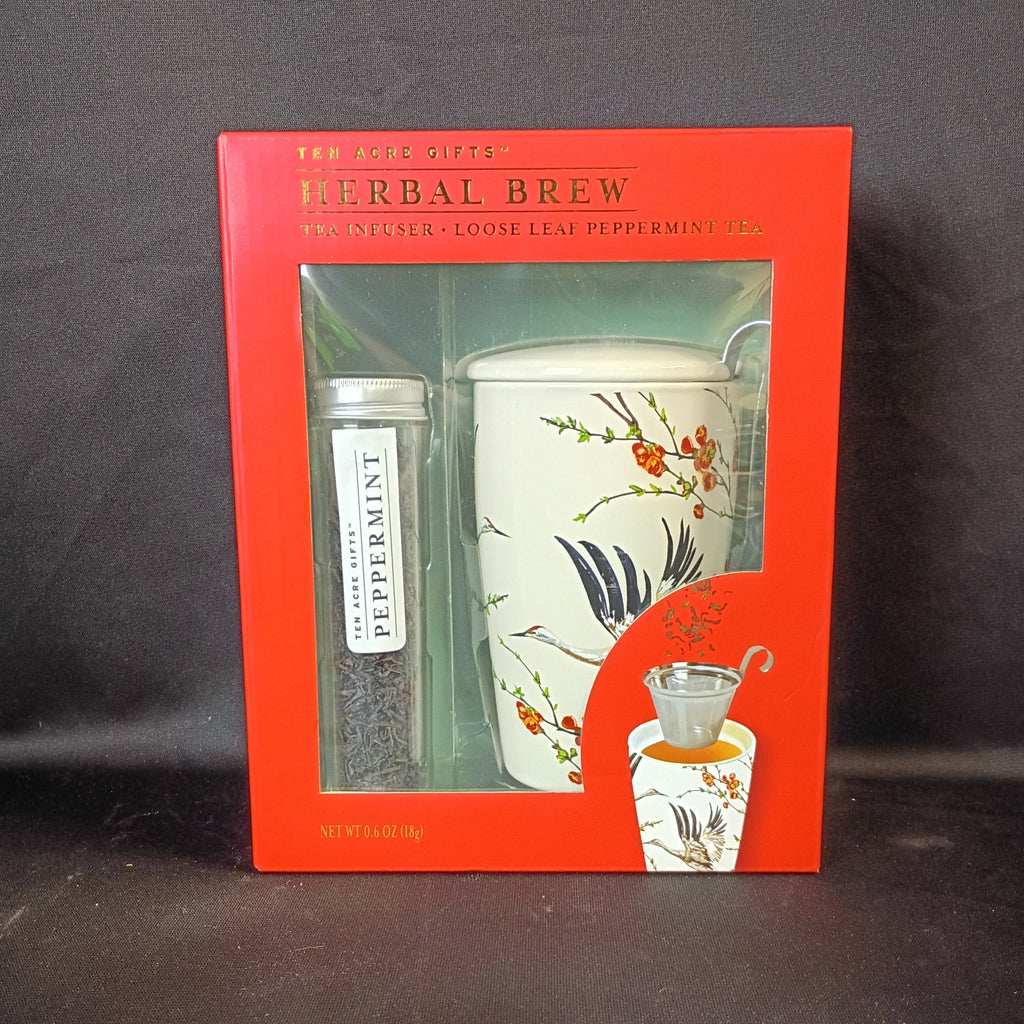 TEN ACRE GIFTS™
HERBAL BREW
TEA INFUSER • LOOSE LEAF PEPPERMINT TEA
TEN ACRE GIFTS™
PEPPERMINT
NET WT 0.6 OZ (18g)